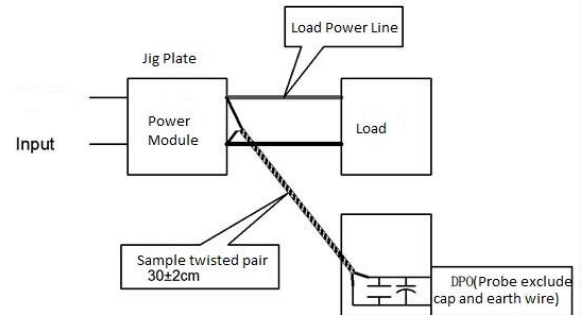 Load Power Line
Jig Plate
Power
Module
Load
Input
Sample twisted pair
30±2cm
DPO(Probe exclude
cap and earth wire)